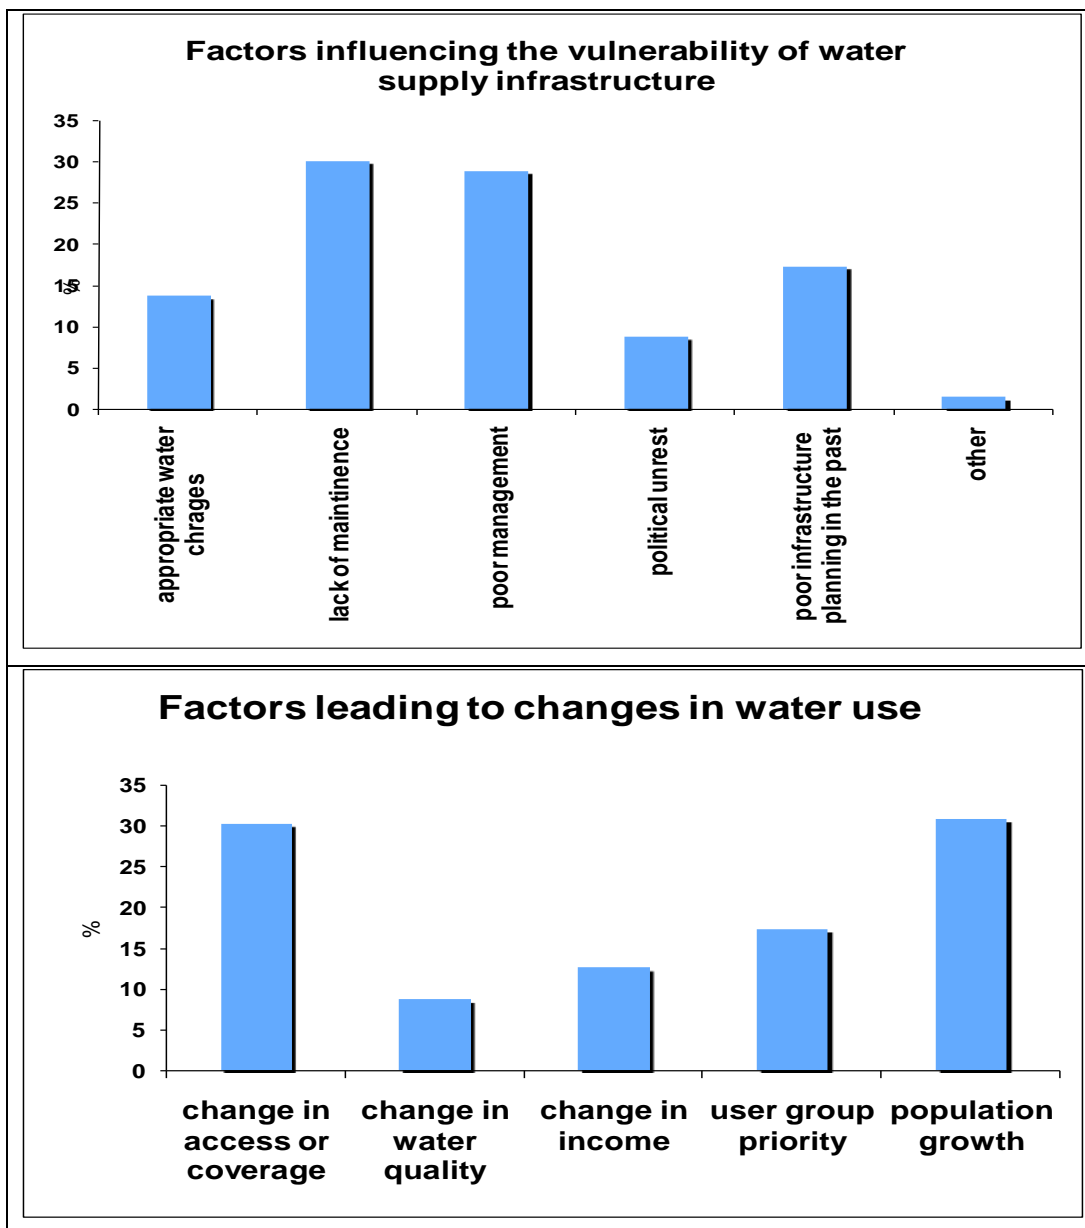 Factors influencing the vulnerability of water
supply infrastructure
35
30
25
20
15
10
5
0
%
appropriate water
chrages
lack of maintinence
poor management
political unrest
poor infrastructure
planning in the past
other
Factors leading to changes in water use
35
30
25
20
15
10
5
0
%
change in
access or
coverage
change in
water
quality
change in
income
user group
priority
population
growth